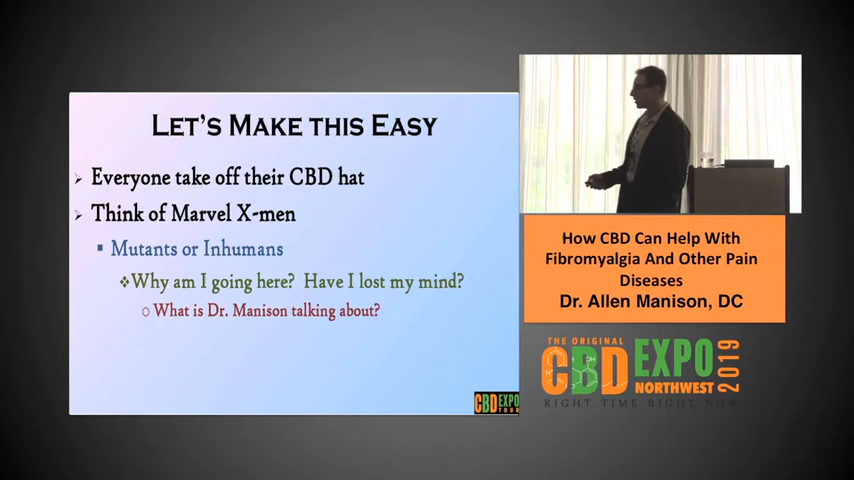 Let's Make this Easy
Everyone take off their CBD hat
Think of Marvel X-men
Mutants or Inhumans
Why am I going here? Have I lost my mind?
What is Dr. Manison talking about?
CBD EXPO
TOUR
How CBD Can Help With
Fibromyalgia And Other Pain
Diseases
Dr. Allen Manison, DC
THE ORIGINAL
CBD EXPO
NORTHWEST
2019
RIGHT TIME RIGHT NOW